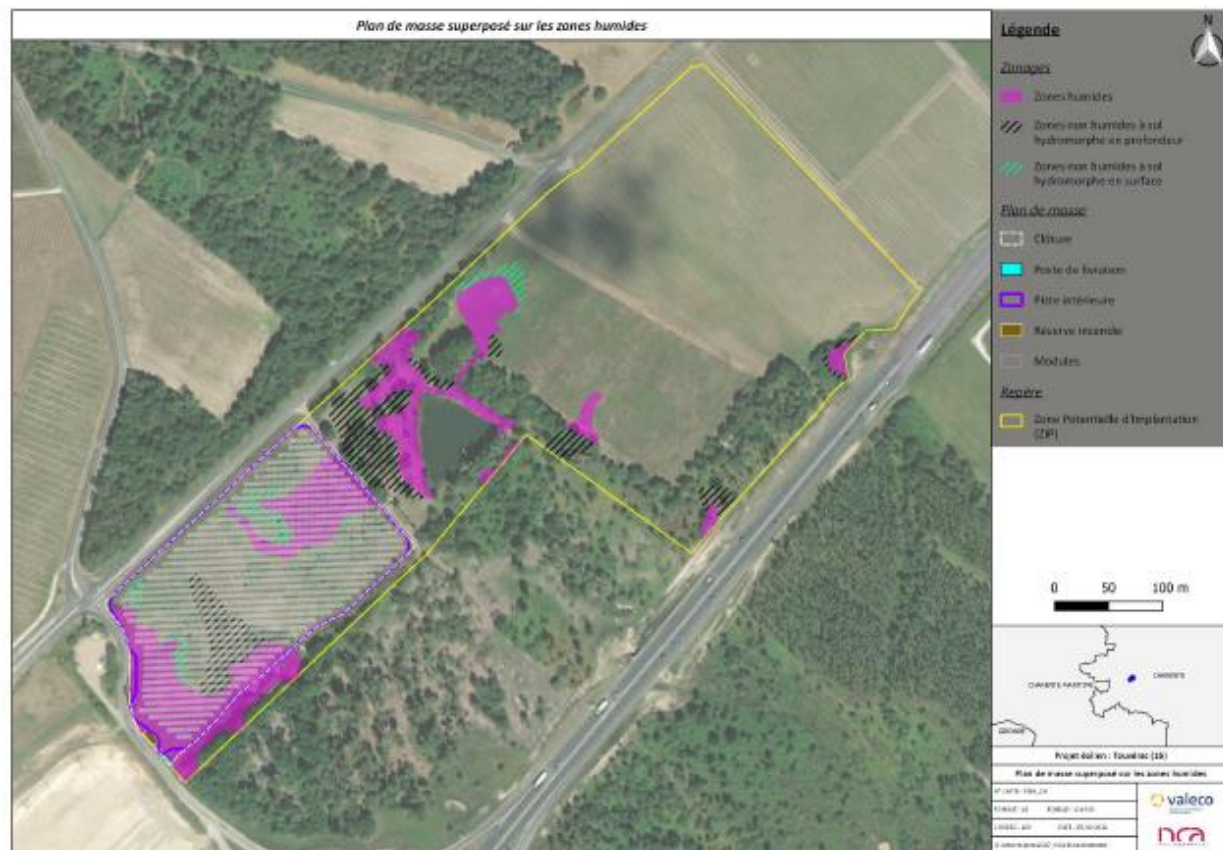 Plan de masse superposé sur les zones humides
Légende
N
Zonages
Zones humides
Zones non humides à sol
hydromorphe en profondeur
Zones non humides à sol
hydromorphe en surface
Plan de masse
Clôture
Poste de livraison
Piste intérieure
Réserve incendie
Modules
Repère
Zone Potentielle d'Implantation
(ZIP)
0 50 100 m
CHARENTE-MARITIME
CHARENTE
GIRONDE
Projet éolien : Touvérac (16)
Plan de masse superposé sur les zones humides
valeco
nca